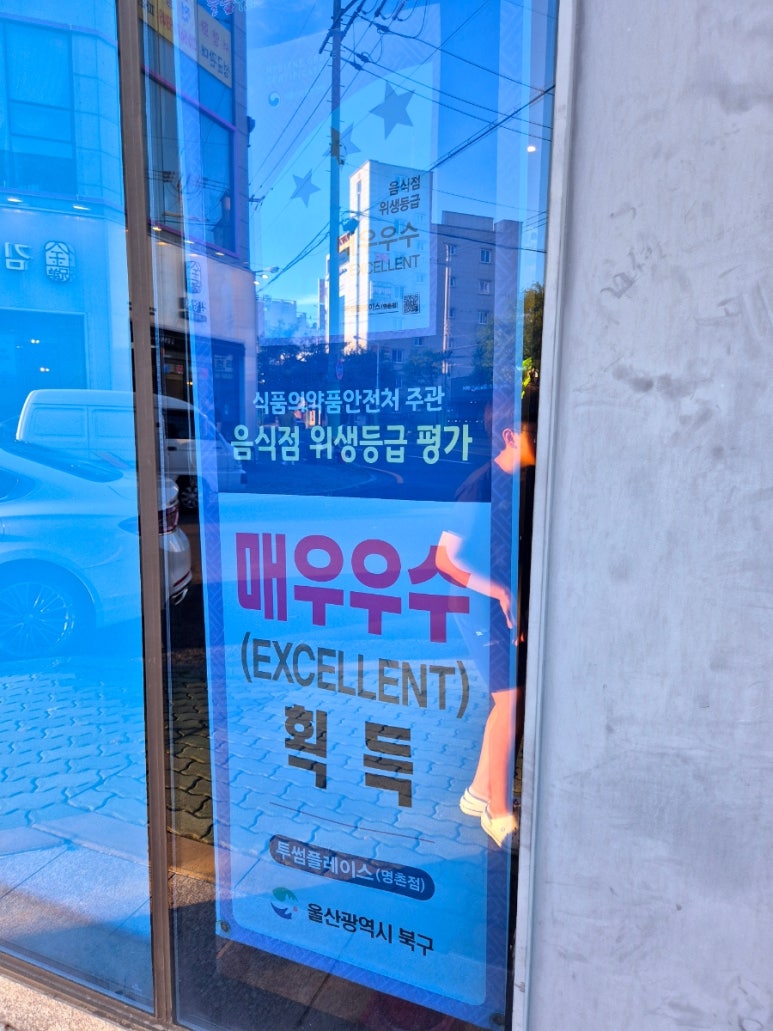 음식점
위생등급
우수
EXCELLENT
식품의약품안전처 주관
음식점 위생등급 평가
매우우수
(EXCELLENT)
획득
투썸플레이스(명촌점)
울산광역시 북구